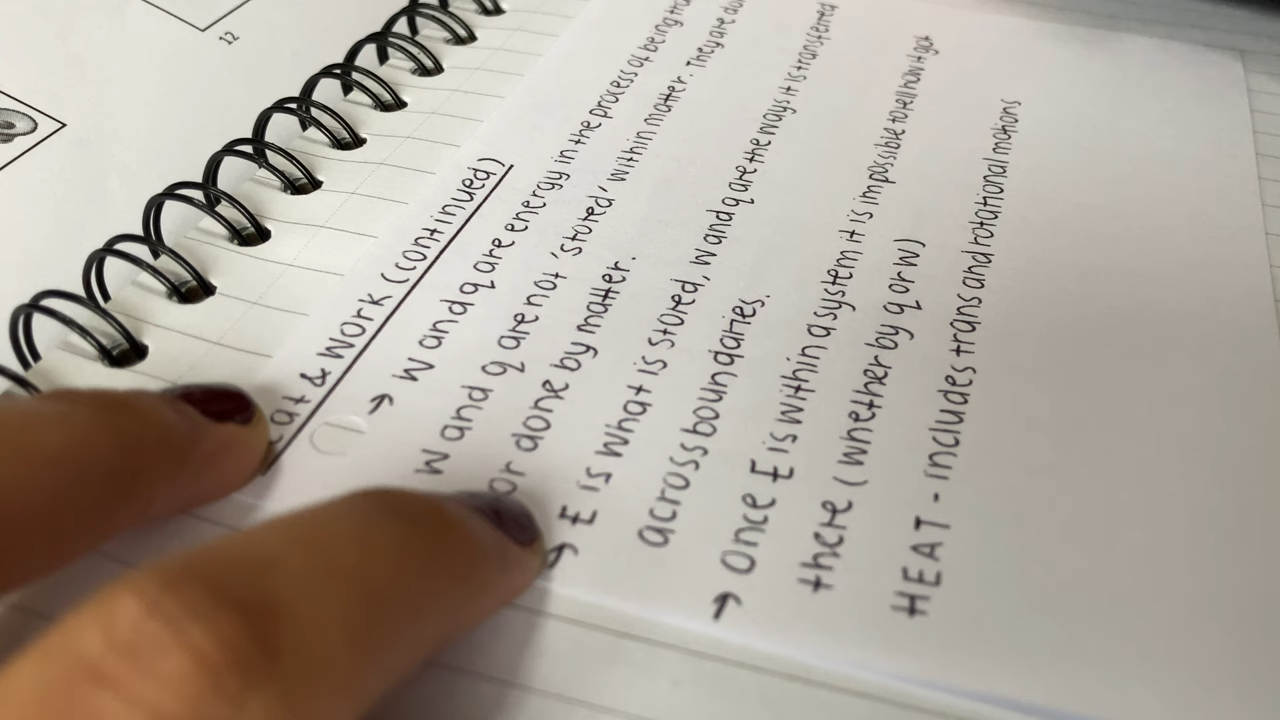 12
& Work (continued)
→ W and q are energy in the process of being
W and q are not 'stored' within matter. They are
or done by matter.
→ E is what is stored, W and q are the ways it is transferred
across boundaries.
→ Once E is within a system it is impossible to tell how it got
there (whether by q or W)
HEAT - includes trans and rotational motions